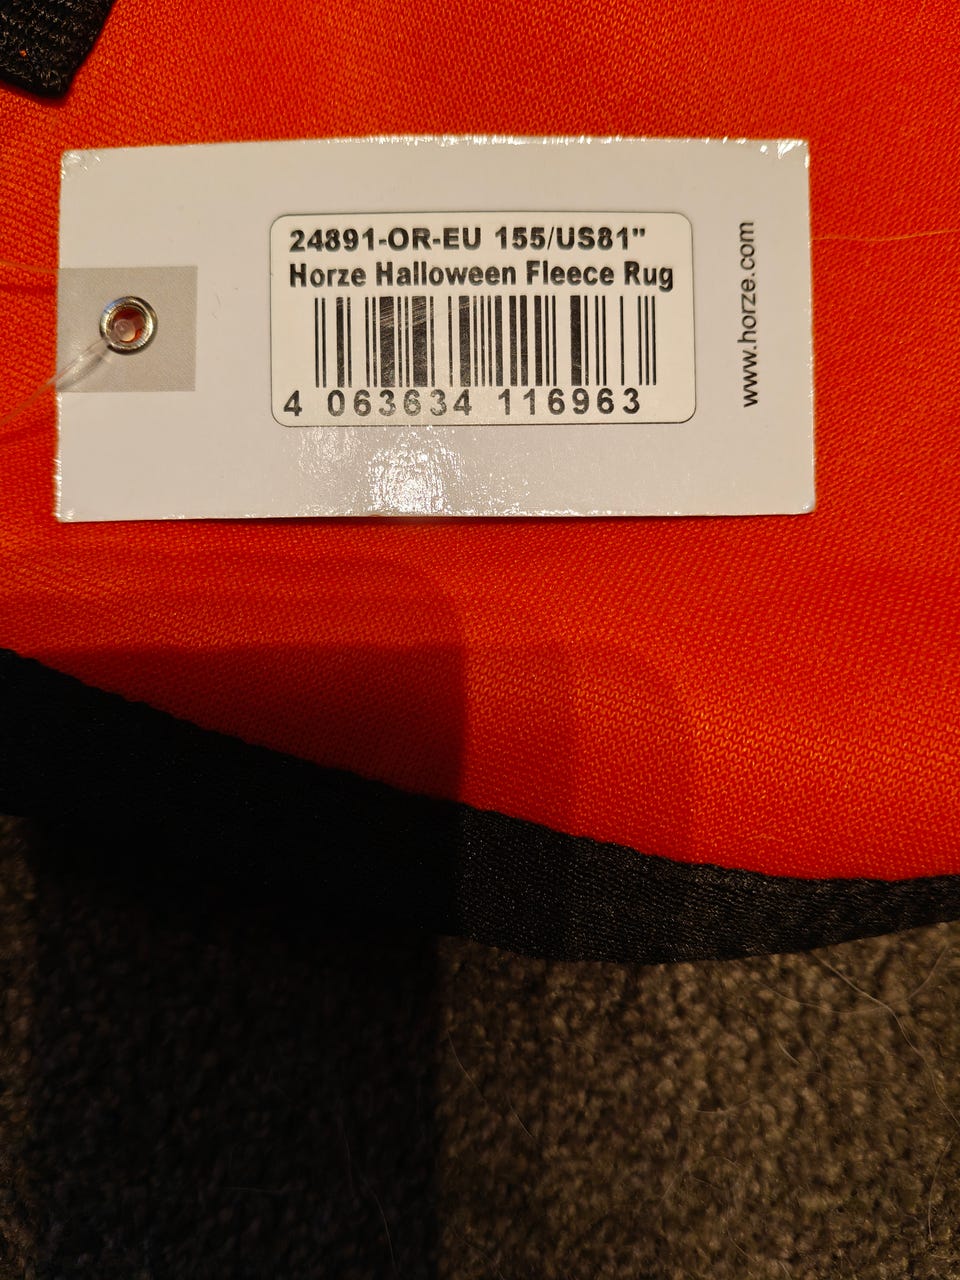 24891-OR-EU 155/US81"
Horze Halloween Fleece Rug
4 063634 116963
www.horze.com